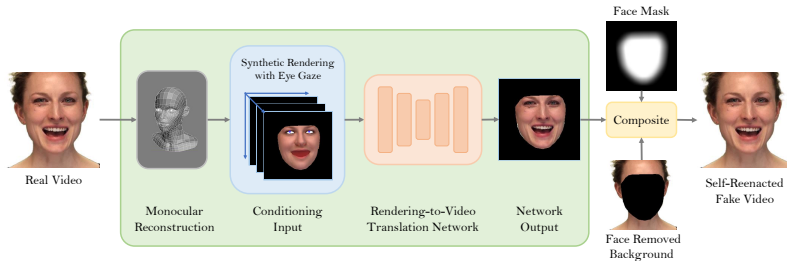 Face Mask
Synthetic Rendering
with Eye Gaze
Composite
Real Video
Self-Reenacted
Fake Video
Monocular
Reconstruction
Conditioning
Input
Rendering-to-Video
Translation Network
Network
Output
Face Removed
Background